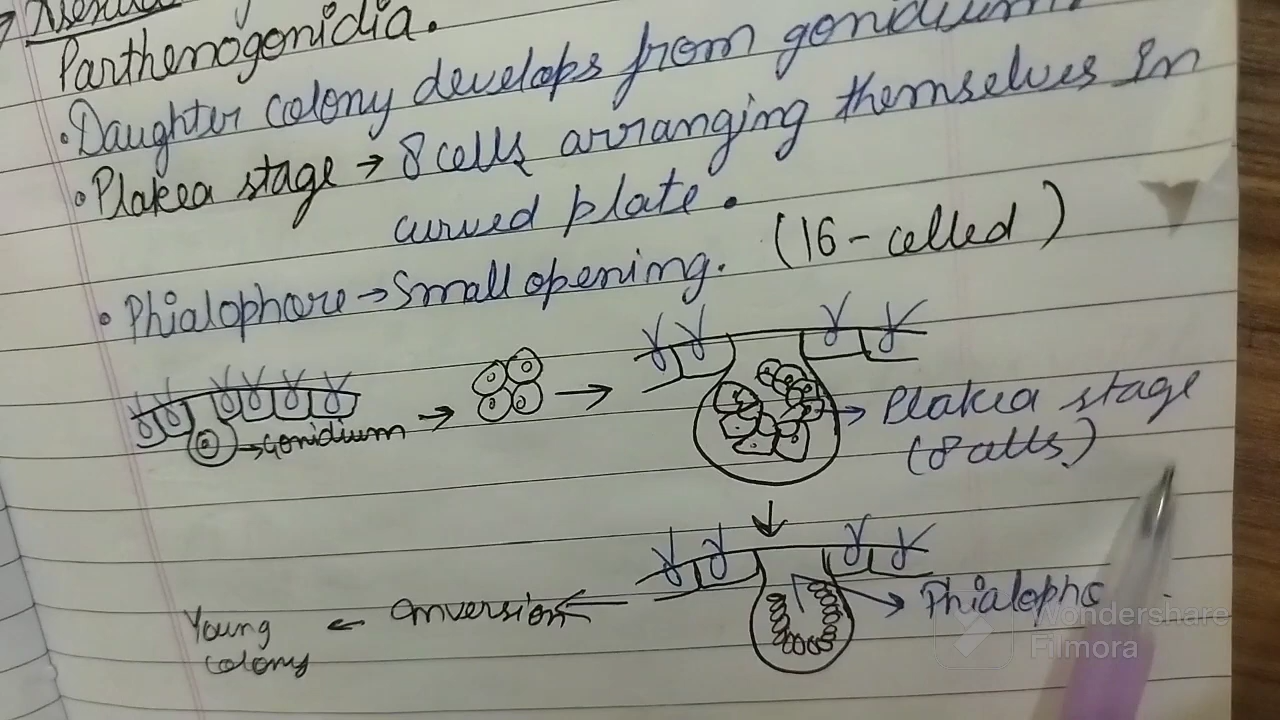 Asexual
Parthenogonidia.
• Daughter colony develops from gonidium.
• Plakea stage → 8 cells arranging themselves in
curved plate.
• Phialophore → Small opening. (16-celled)
→ Gonidium → →
→ Plakea stage
(8 cells)
↓
→ Phialopho
Young ← Inversion ←
colony
Wondershare
Filmora